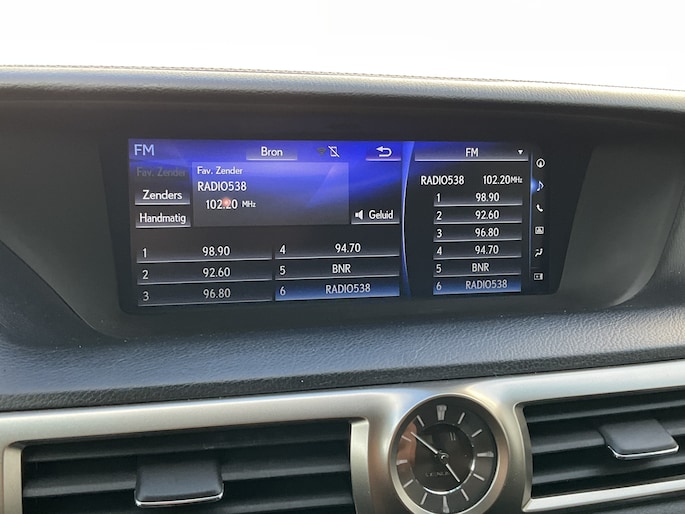 FM
Bron
Fav. Zender
Zenders
Handmatig
Fav. Zender
RADIO538
102.20 MHz
Geluid
1 98.90
2 92.60
3 96.80
4 94.70
5 BNR
6 RADIO538
FM
RADIO538 102.20MHz
1 98.90
2 92.60
3 96.80
4 94.70
5 BNR
6 RADIO538
LEXUS